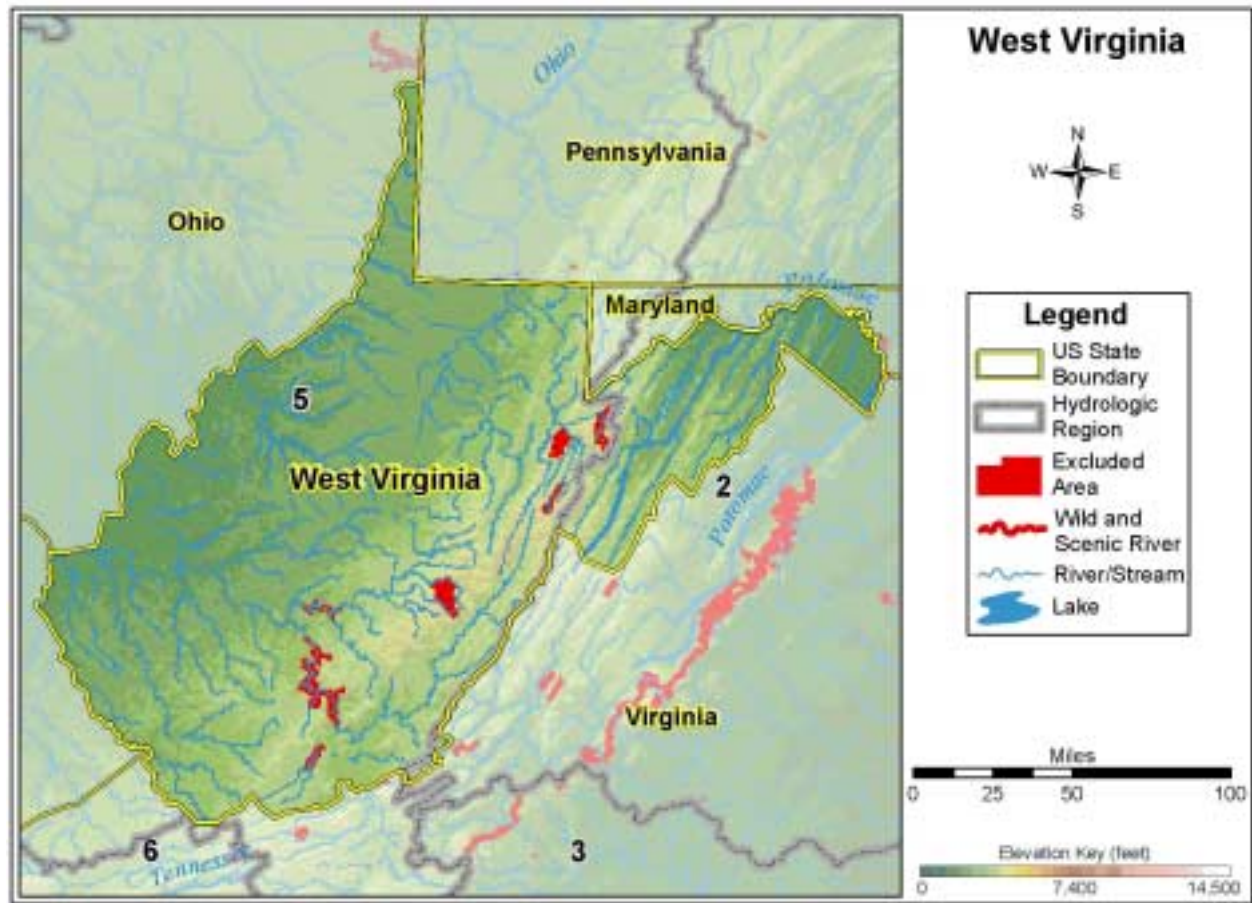 West Virginia
N
W
E
S
Ohio
Pennsylvania
Ohio
Potomac
Maryland
5
West Virginia
2
Potomac
Virginia
6
Tennessee
3
Legend
US State
Boundary
Hydrologic
Region
Excluded
Area
Wild and
Scenic River
River/Stream
Lake
Miles
0 25 50 100
Elevation Key (feet)
0 7,400 14,500